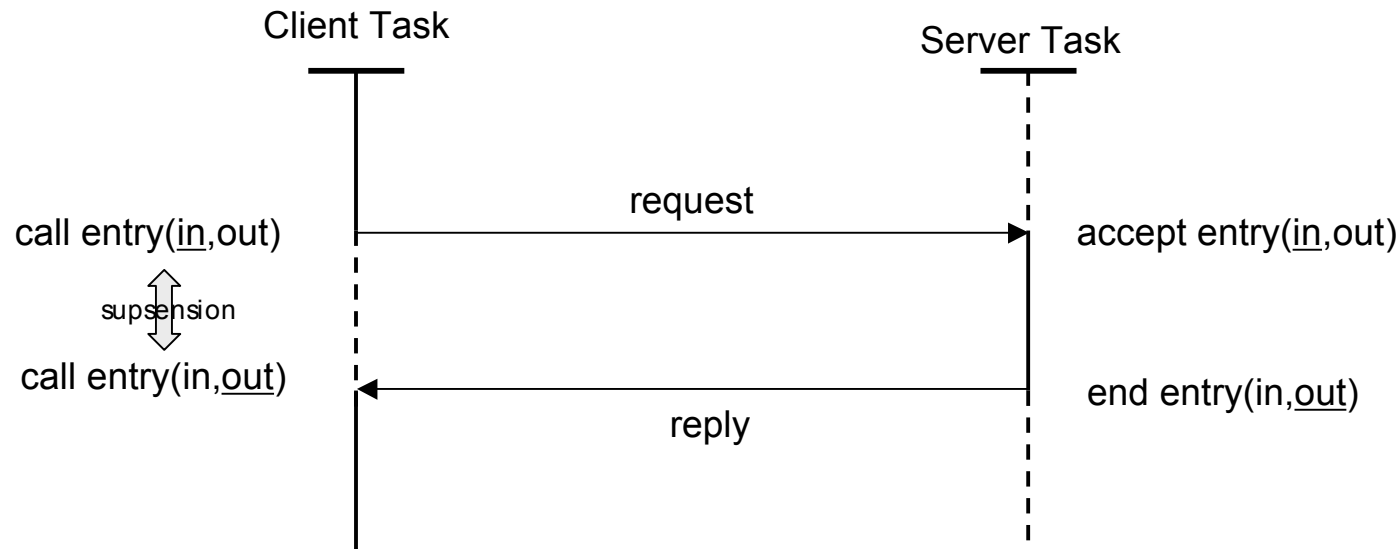 Client Task
Server Task
request
call entry(in,out)
accept entry(in,out)
supsension
call entry(in,out)
end entry(in,out)
reply